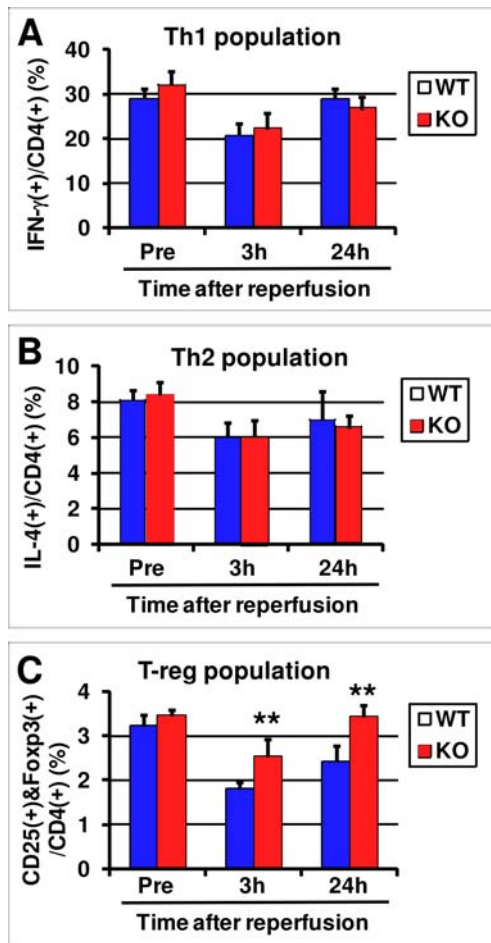 A
Th1 population
IFN-γ(+)/CD4(+) (%)
40
30
20
10
0
Pre 3h 24h
Time after reperfusion
WT
KO
B
Th2 population
IL-4(+)/CD4(+) (%)
10
8
6
4
2
0
Pre 3h 24h
Time after reperfusion
WT
KO
C
T-reg population
CD25(+)&Foxp3(+)
/CD4(+) (%)
4
3
2
1
0
** **
Pre 3h 24h
Time after reperfusion
WT
KO